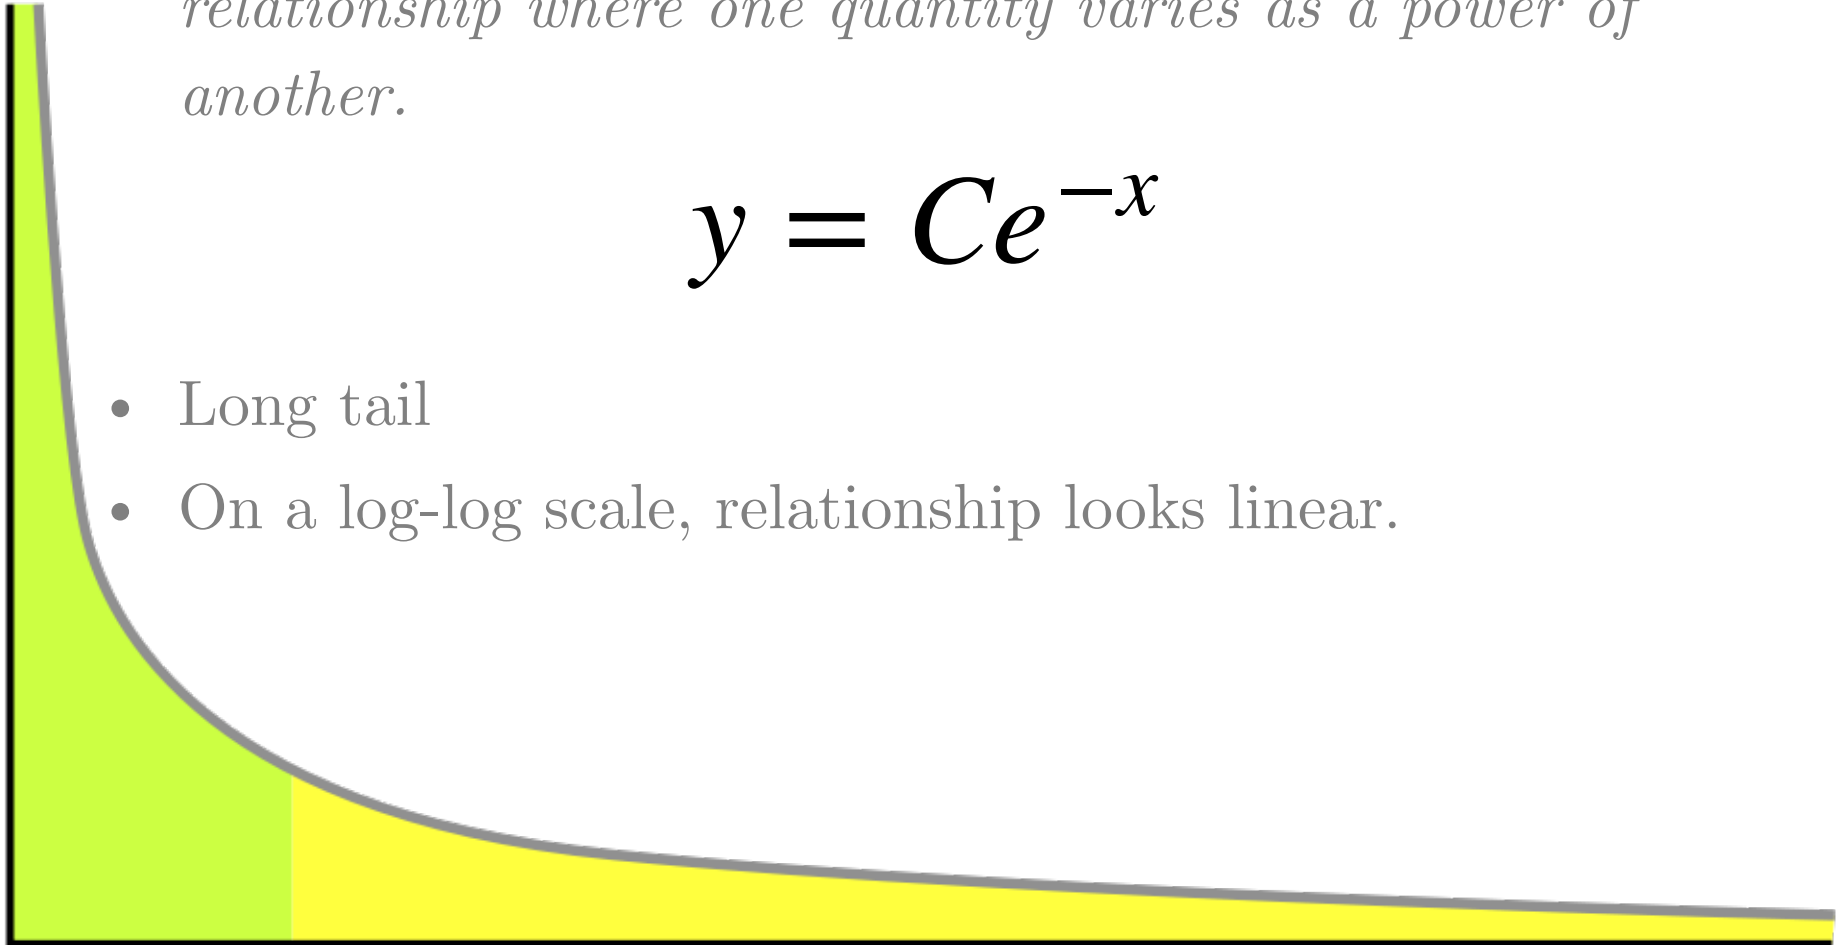 relationship where one quantity varies as a power of
another.
y = Ce^{-x}
• Long tail
• On a log-log scale, relationship looks linear.